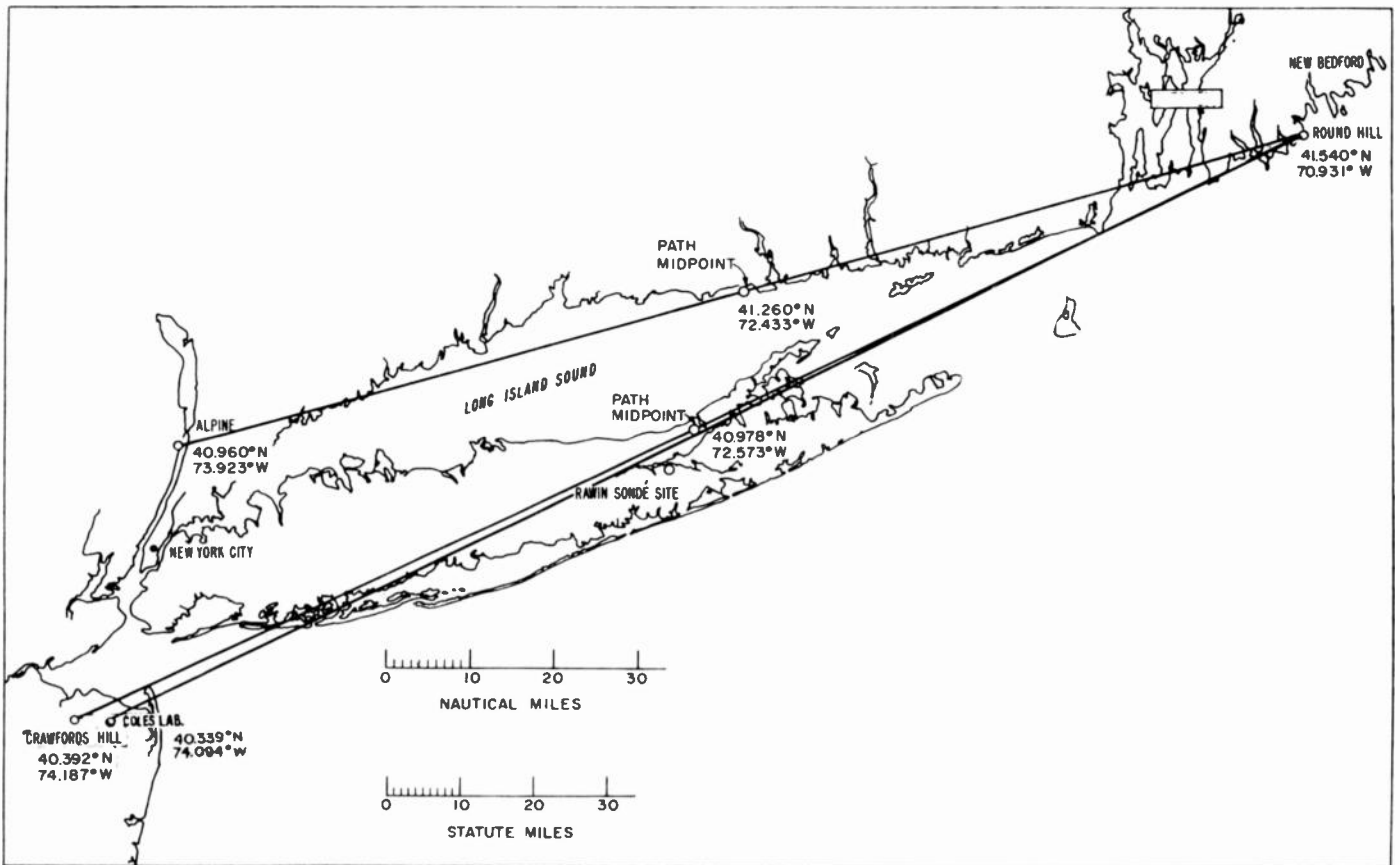 NEW BEDFORD
ROUND HILL
41.540° N
70.931° W
PATH
MIDPOINT
41.260° N
72.433° W
LONG ISLAND SOUND
PATH
MIDPOINT
40.978° N
72.573° W
ALPINE
40.960° N
73.923° W
RAWIN SONDE SITE
NEW YORK CITY
0 10 20 30
NAUTICAL MILES
COLES LAB.
40.339° N
74.094° W
CRAWFORDS HILL
40.392° N
74.187° W
0 10 20 30
STATUTE MILES